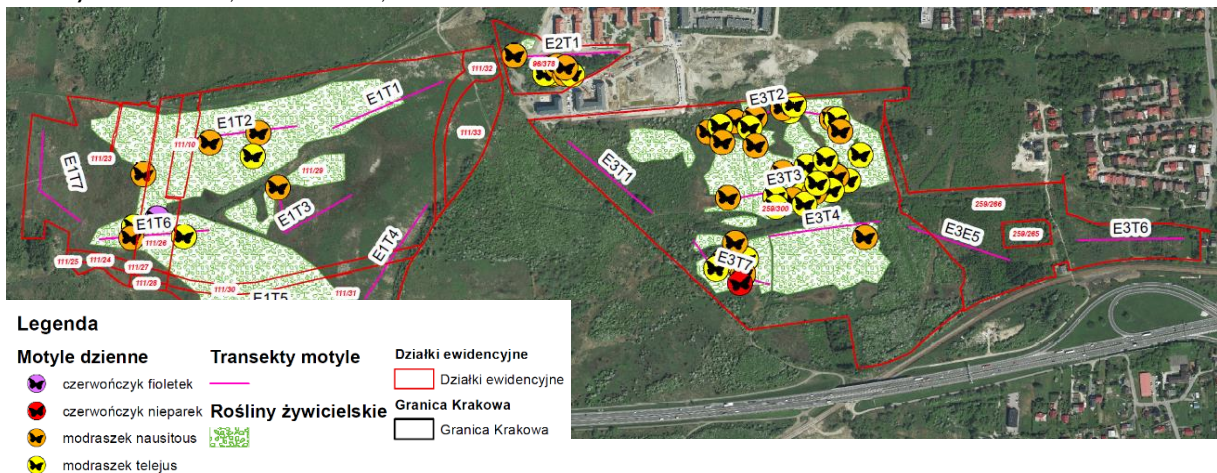 E2T1
96/378
111/32
E1T1
E3T2
E1T2
111/10
111/33
111/23
111/29
E1T7
E3T1
E3T3
259/300
259/266
E1T3
E3T4
E1T6
111/26
E1T4
E3E5
259/265
E3T6
111/25
111/24
111/27
111/28
E3T7
111/30
111/31
E1T5
Legenda
Motyle dzienne
czerwończyk fioletek
czerwończyk nieparek
modraszek nausitous
modraszek telejus
Transekty motyle
Rośliny żywicielskie
Działki ewidencyjne
Działki ewidencyjne
Granica Krakowa
Granica Krakowa